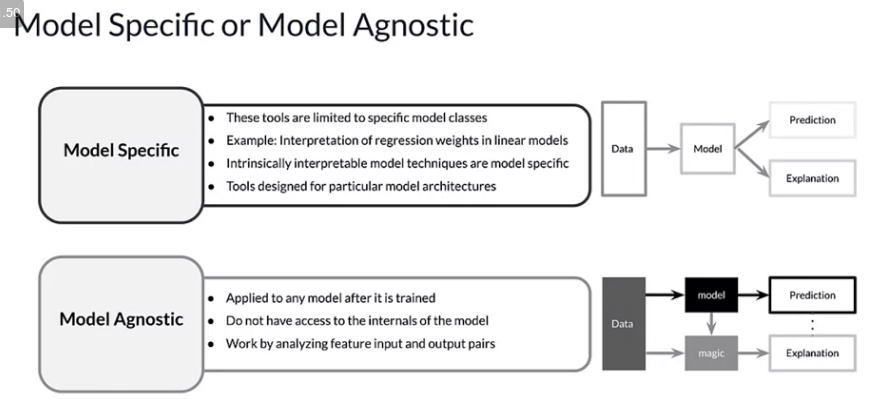 .50
Model Specific or Model Agnostic
Model Specific
• These tools are limited to specific model classes
• Example: Interpretation of regression weights in linear models
• Intrinsically interpretable model techniques are model specific
• Tools designed for particular model architectures
Data
Model
Prediction
Explanation
Model Agnostic
• Applied to any model after it is trained
• Do not have access to the internals of the model
• Work by analyzing feature input and output pairs
Data
model
magic
Prediction
Explanation